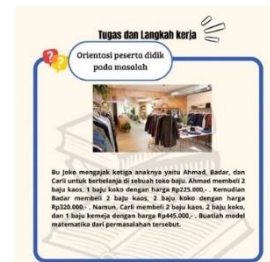 Tugas dan Langkah kerja
Orientasi peserta didik
pada masalah
Bu Joke mengajak ketiga anaknya yaitu Ahmad, Badar, dan
Carli untuk berbelanja di sebuah toko baju. Ahmad membeli 2
baju kaos, 1 baju koko dengan harga Rp225.000,- . Kemudian
Badar membeli 2 baju kaos, 2 baju koko dengan harga
Rp320.000,- . Namun, Carli membeli 2 baju kaos, 2 baju koko,
dan 1 baju kemeja dengan harga Rp445.000,- . Buatlah model
matematika dari permasalahan tersebut.